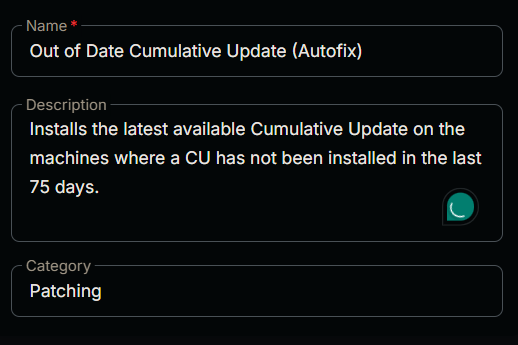 Name *
Out of Date Cumulative Update (Autofix)
Description
Installs the latest available Cumulative Update on the
machines where a CU has not been installed in the last
75 days.
Category
Patching